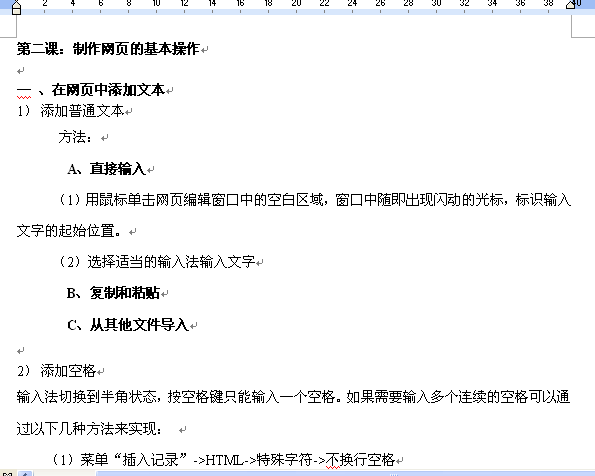 2 4 6 8 10 12 14 16 18 20 22 24 26 28 30 32 34 36 38 40
第二课：制作网页的基本操作
一 、在网页中添加文本
1） 添加普通文本
方法：
A、直接输入
（1）用鼠标单击网页编辑窗口中的空白区域，窗口中随即出现闪动的光标，标识输入
文字的起始位置。
（2）选择适当的输入法输入文字
B、复制和粘贴
C、从其他文件导入
2） 添加空格
输入法切换到半角状态，按空格键只能输入一个空格。如果需要输入多个连续的空格可以通
过以下几种方法来实现：
（1）菜单“插入记录”->HTML->特殊字符->不换行空格